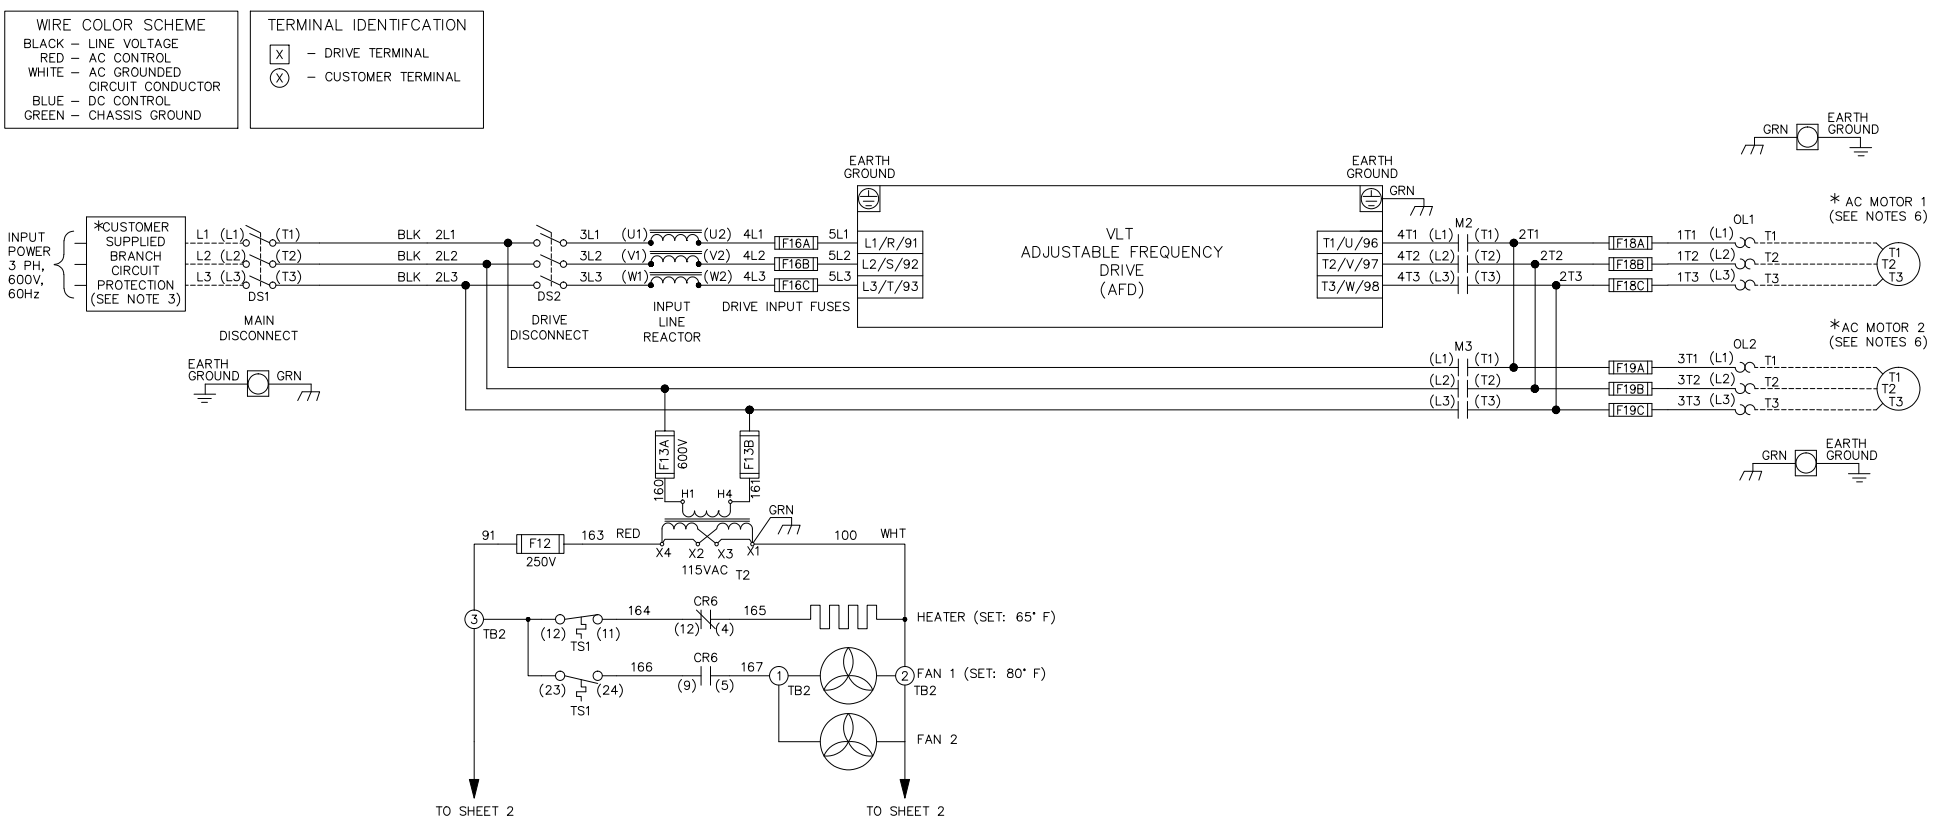 WIRE COLOR SCHEME
BLACK – LINE VOLTAGE
RED – AC CONTROL
WHITE – AC GROUNDED
CIRCUIT CONDUCTOR
BLUE – DC CONTROL
GREEN – CHASSIS GROUND
TERMINAL IDENTIFCATION
X – DRIVE TERMINAL
X – CUSTOMER TERMINAL
GRN
EARTH
GROUND
EARTH
GROUND
EARTH
GROUND
GRN
INPUT
POWER
3 PH,
600V,
60Hz
*CUSTOMER
SUPPLIED
BRANCH
CIRCUIT
PROTECTION
(SEE NOTE 3)
L1 (L1) (T1) BLK 2L1 3L1 (U1) (U2) 4L1 F16A 5L1 L1/R/91
L2 (L2) (T2) BLK 2L2 3L2 (V1) (V2) 4L2 F16B 5L2 L2/S/92
L3 (L3) (T3) BLK 2L3 3L3 (W1) (W2) 4L3 F16C 5L3 L3/T/93
DS1
MAIN
DISCONNECT
DS2
DRIVE
DISCONNECT
INPUT
LINE
REACTOR
DRIVE INPUT FUSES
VLT
ADJUSTABLE FREQUENCY
DRIVE
(AFD)
M2
OL1
T1/U/96 4T1 (L1) (T1) 2T1 F18A 1T1 (L1) T1
T2/V/97 4T2 (L2) (T2) 2T2 F18B 1T2 (L2) T2
T3/W/98 4T3 (L3) (T3) 2T3 F18C 1T3 (L3) T3
* AC MOTOR 1
(SEE NOTES 6)
T1
T2
T3
EARTH
GROUND
GRN
M3
OL2
(L1) (T1) F19A 3T1 (L1) T1
(L2) (T2) F19B 3T2 (L2) T2
(L3) (T3) F19C 3T3 (L3) T3
* AC MOTOR 2
(SEE NOTES 6)
T1
T2
T3
GRN
EARTH
GROUND
F13A
600V
F13B
160
161
H1 H4
GRN
91 F12 163 RED
250V
X4 X2 X3 X1
100 WHT
115VAC T2
3
TB2
(12) (11)
TS1
164
CR6
(12) (4)
165
HEATER (SET: 65° F)
(23) (24)
TS1
166
CR6
(9) (5)
167
1
TB2
2
TB2
FAN 1 (SET: 80° F)
FAN 2
TO SHEET 2
TO SHEET 2